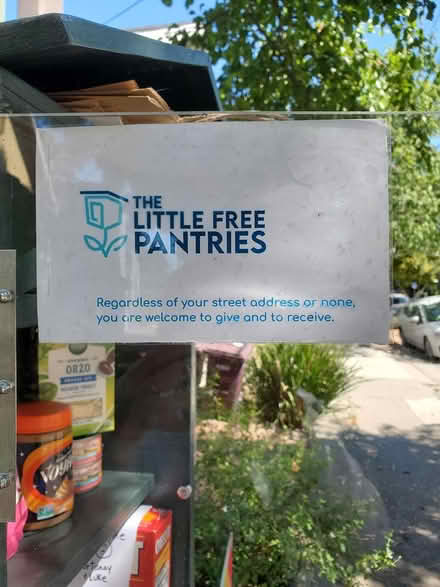 THE
LITTLE FREE
PANTRIES
Regardless of your street address or none,
you are welcome to give and to receive.
ORZO